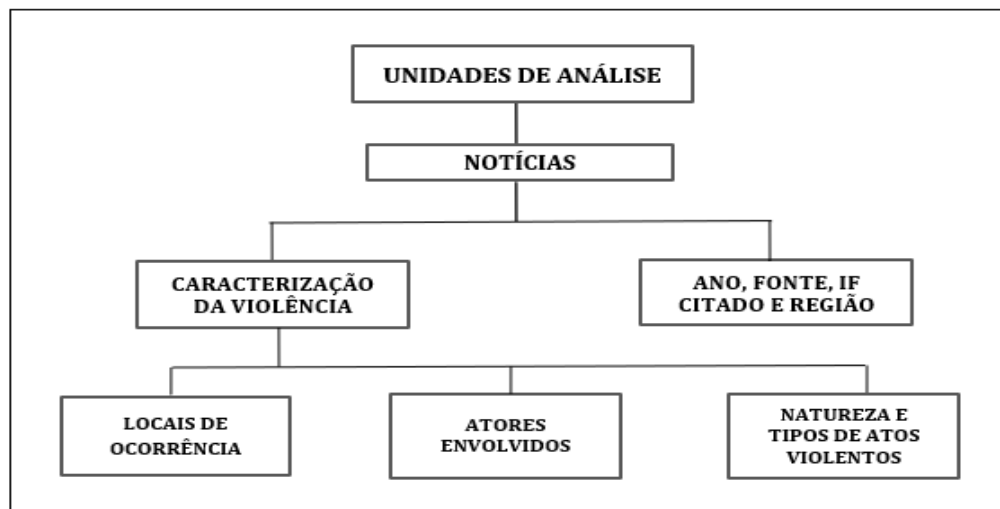 UNIDADES DE ANÁLISE
NOTÍCIAS
CARACTERIZAÇÃO
DA VIOLÊNCIA
ANO, FONTE, IF
CITADO E REGIÃO
LOCAIS DE
OCORRÊNCIA
ATORES
ENVOLVIDOS
NATUREZA E
TIPOS DE ATOS
VIOLENTOS